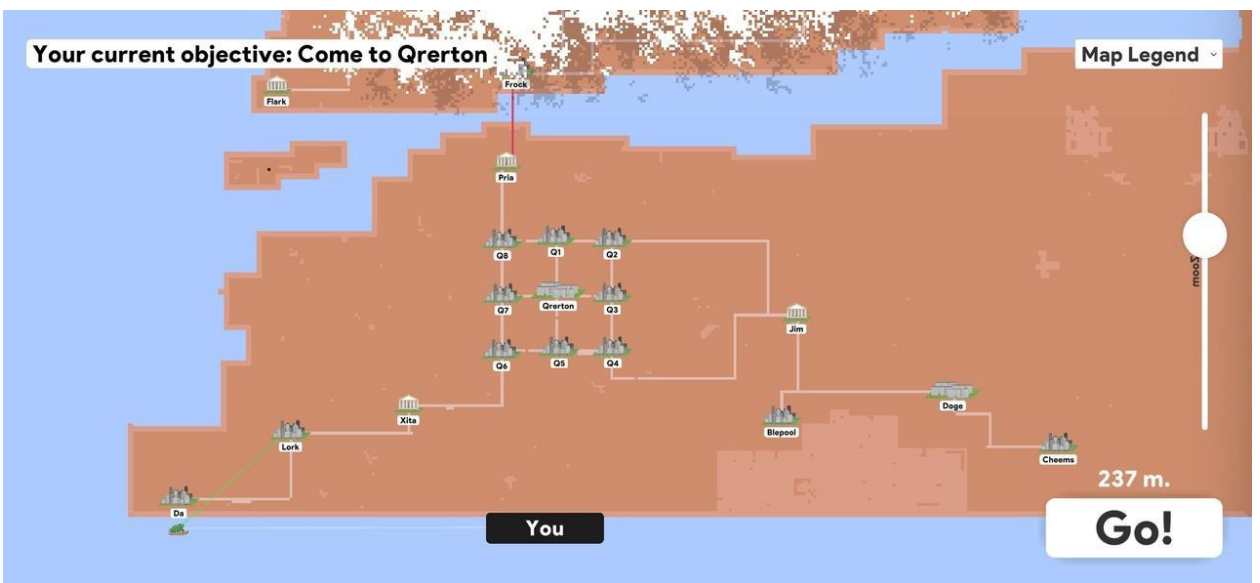 Your current objective: Come to Qrerton
Map Legend
Frock
Flark
Pria
Q8
Q1
Q2
Q7
Qrerton
Q3
Zoom
Jim
Q6
Q5
Q4
Doge
Xita
Blepool
Lork
Cheems
237 m.
Da
You
Go!